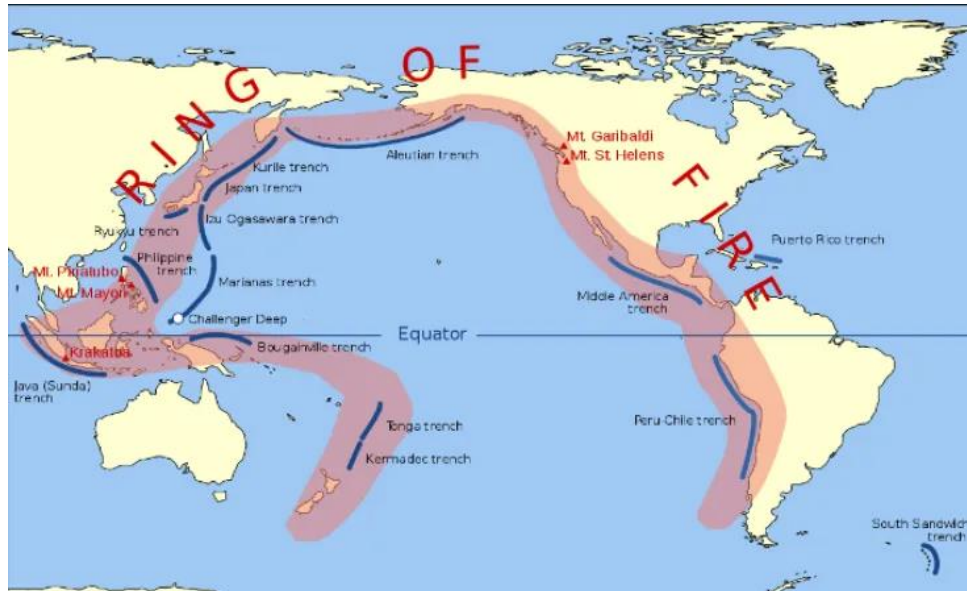 RING OF FIRE
Mt. Garibaldi
Mt. St. Helens
Aleutian trench
Kurile trench
Japan trench
Izu Ogasawara trench
Ryukyu trench
Philippine
trench
Mt. Pinatubo
Mt. Mayon
Marianas trench
Challenger Deep
Puerto Rico trench
Middle America
trench
Equator
Bougainville trench
Krakatoa
Java (Sunda)
trench
Tonga trench
Kermadec trench
Peru-Chile trench
South Sandwich
trench